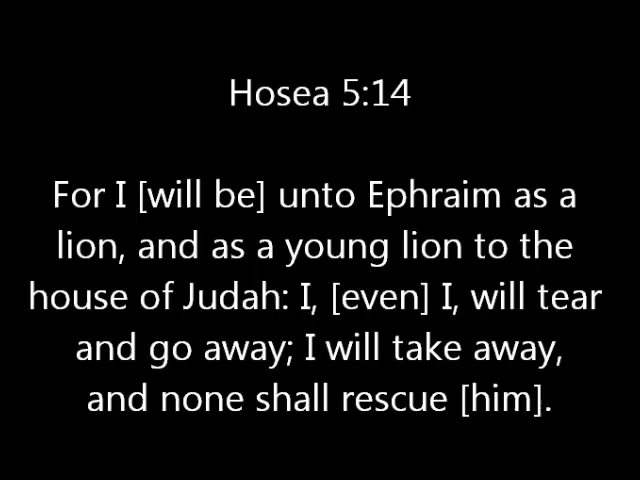 Hosea 5:14
For I [will be] unto Ephraim as a
lion, and as a young lion to the
house of Judah: I, [even] I, will tear
and go away; I will take away,
and none shall rescue [him].